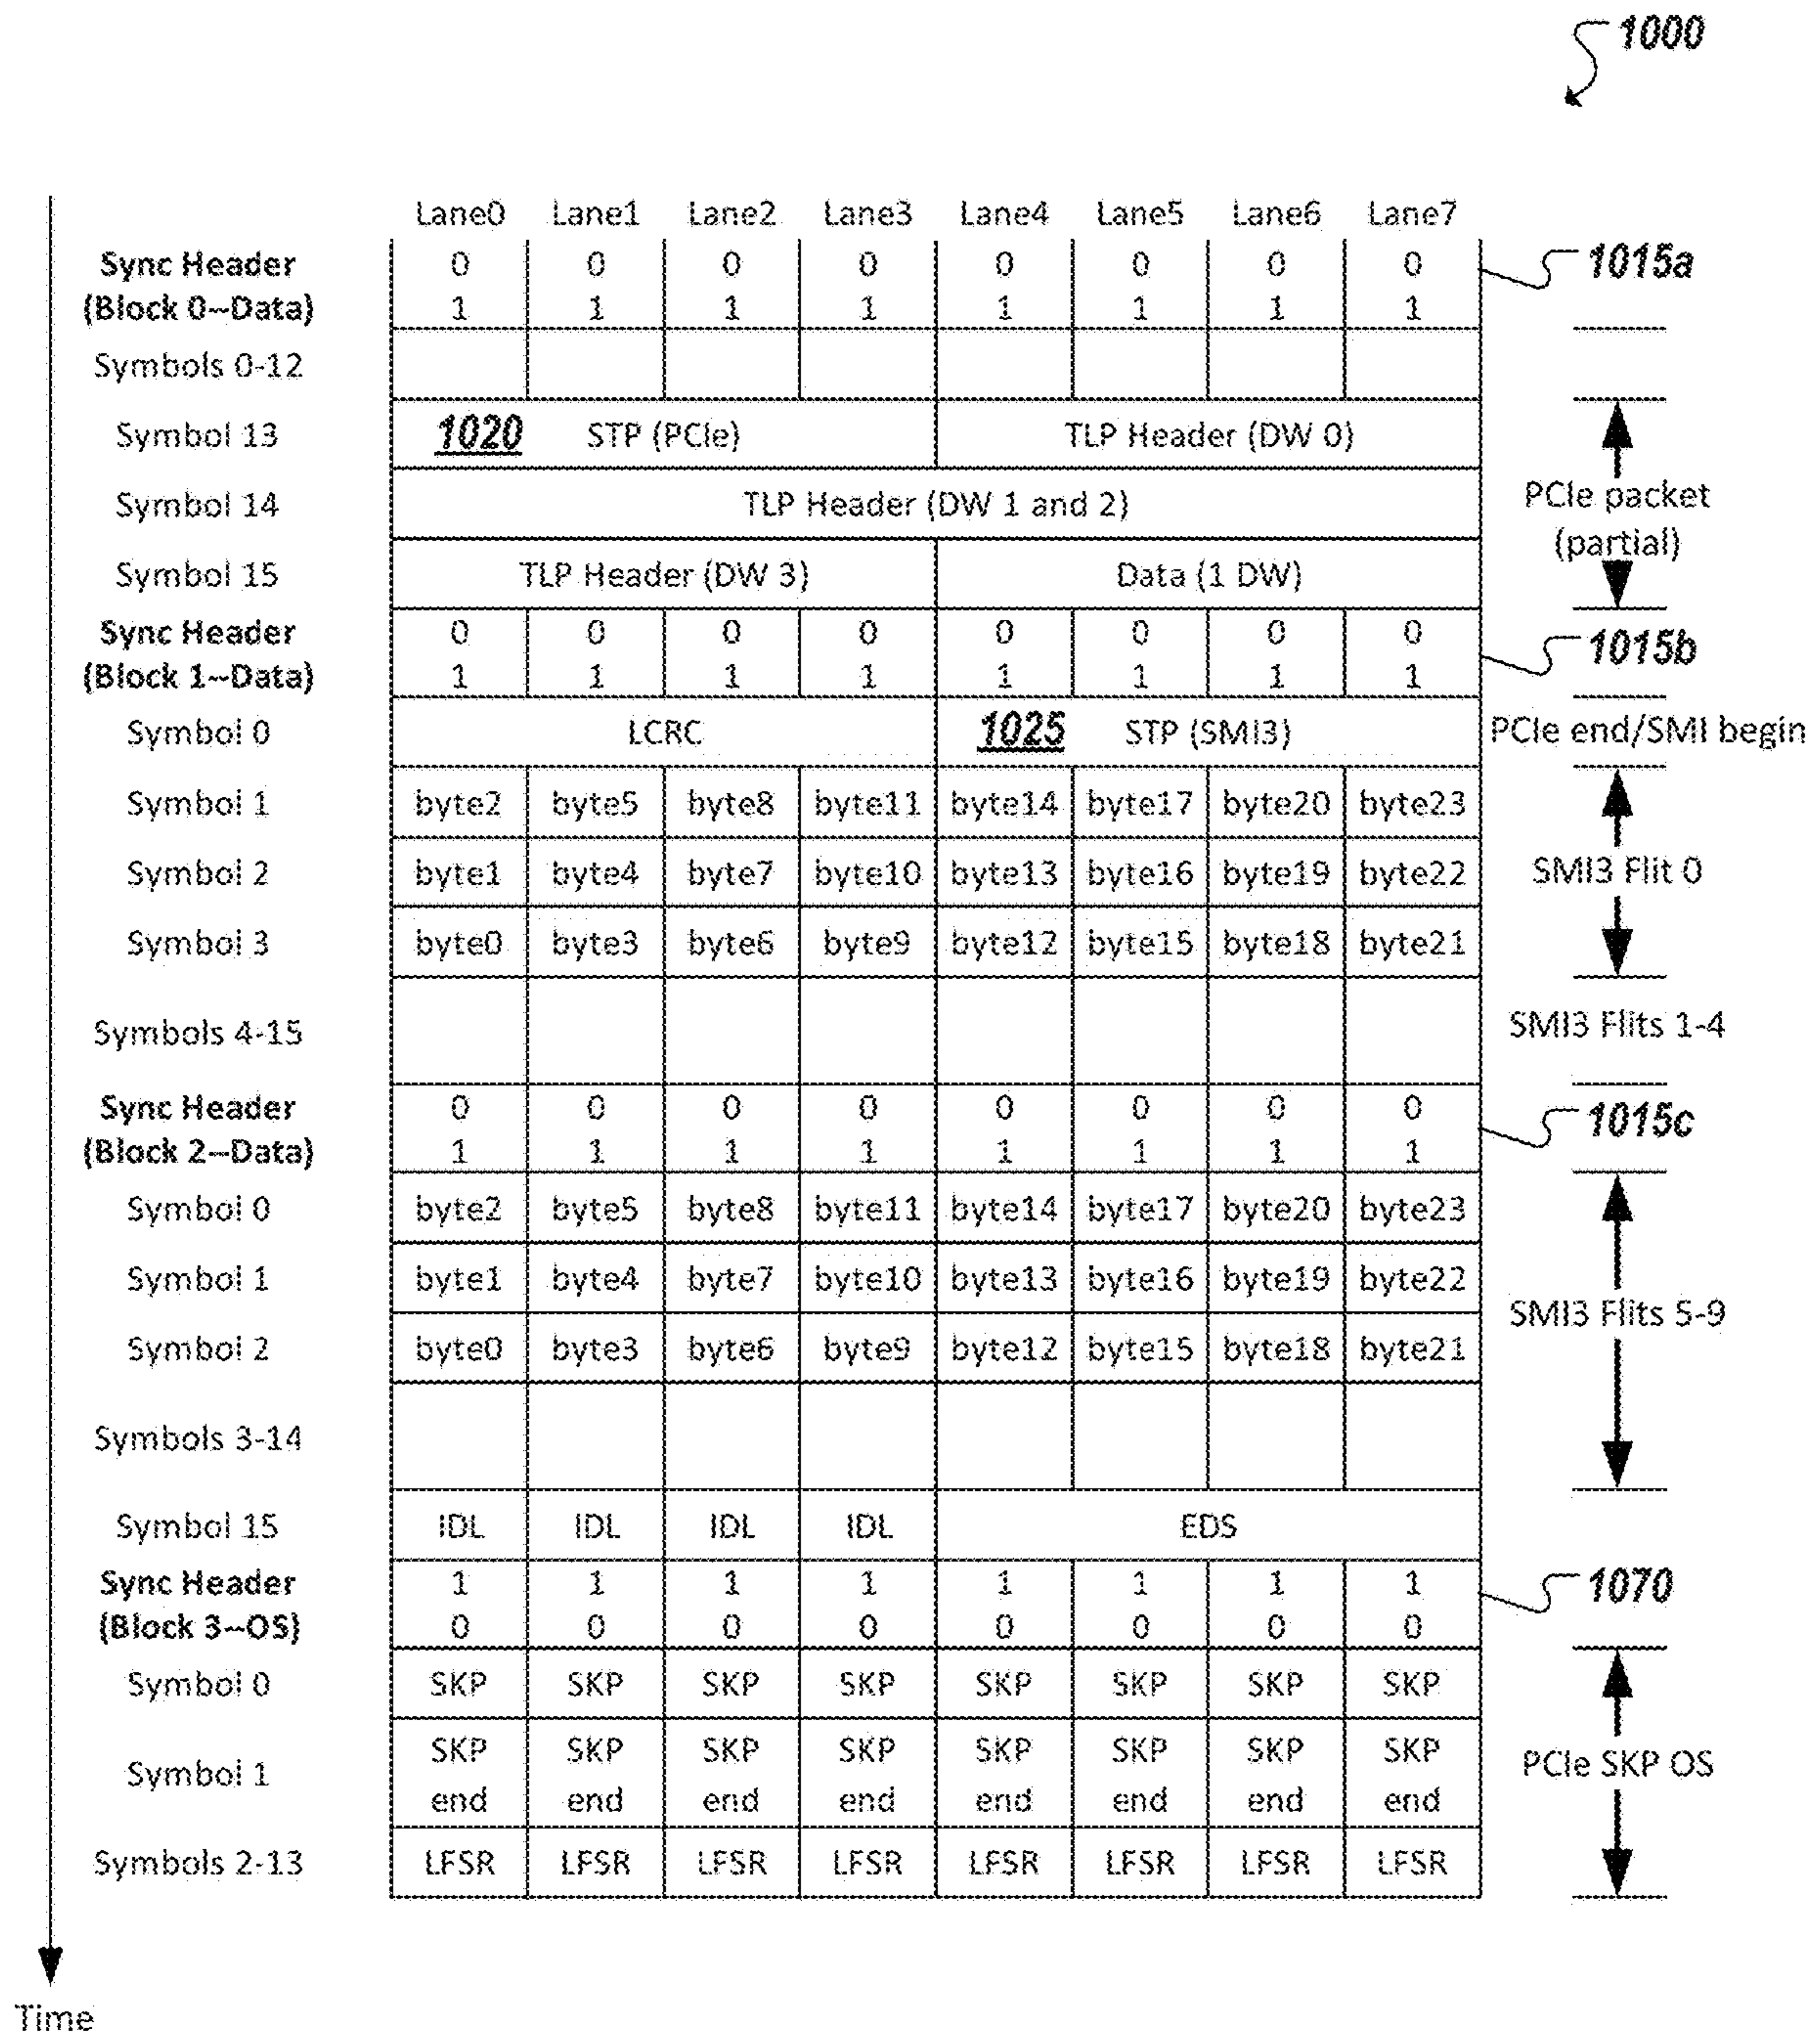 1000
Lane0 Lane1 Lane2 Lane3 Lane4 Lane5 Lane6 Lane7
Sync Header 0 0 0 0 0 0 0 0 1015a
(Block 0--Data) 1 1 1 1 1 1 1 1
Symbols 0-12
Symbol 13 1020 STP (PCIe) TLP Header (DW 0)
Symbol 14 TLP Header (DW 1 and 2) PCIe packet
(partial)
Symbol 15 TLP Header (DW 3) Data (1 DW)
Sync Header 0 0 0 0 0 0 0 0 1015b
(Block 1--Data) 1 1 1 1 1 1 1 1
Symbol 0 LCRC 1025 STP (SMI3) PCIe end/SMI begin
Symbol 1 byte2 byte5 byte8 byte11 byte14 byte17 byte20 byte23
Symbol 2 byte1 byte4 byte7 byte10 byte13 byte16 byte19 byte22 SMI3 Flit 0
Symbol 3 byte0 byte3 byte6 byte9 byte12 byte15 byte18 byte21
Symbols 4-15 SMI3 Flits 1-4
Sync Header 0 0 0 0 0 0 0 0 1015c
(Block 2--Data) 1 1 1 1 1 1 1 1
Symbol 0 byte2 byte5 byte8 byte11 byte14 byte17 byte20 byte23
Symbol 1 byte1 byte4 byte7 byte10 byte13 byte16 byte19 byte22
SMI3 Flits 5-9
Symbol 2 byte0 byte3 byte6 byte9 byte12 byte15 byte18 byte21
Symbols 3-14
Symbol 15 IDL IDL IDL IDL EDS
Sync Header 1 1 1 1 1 1 1 1 1070
(Block 3--OS) 0 0 0 0 0 0 0 0
Symbol 0 SKP SKP SKP SKP SKP SKP SKP SKP
SKP SKP SKP SKP SKP SKP SKP SKP
Symbol 1 PCIe SKP OS
end end end end end end end end
Symbols 2-13 LFSR LFSR LFSR LFSR LFSR LFSR LFSR LFSR
Time